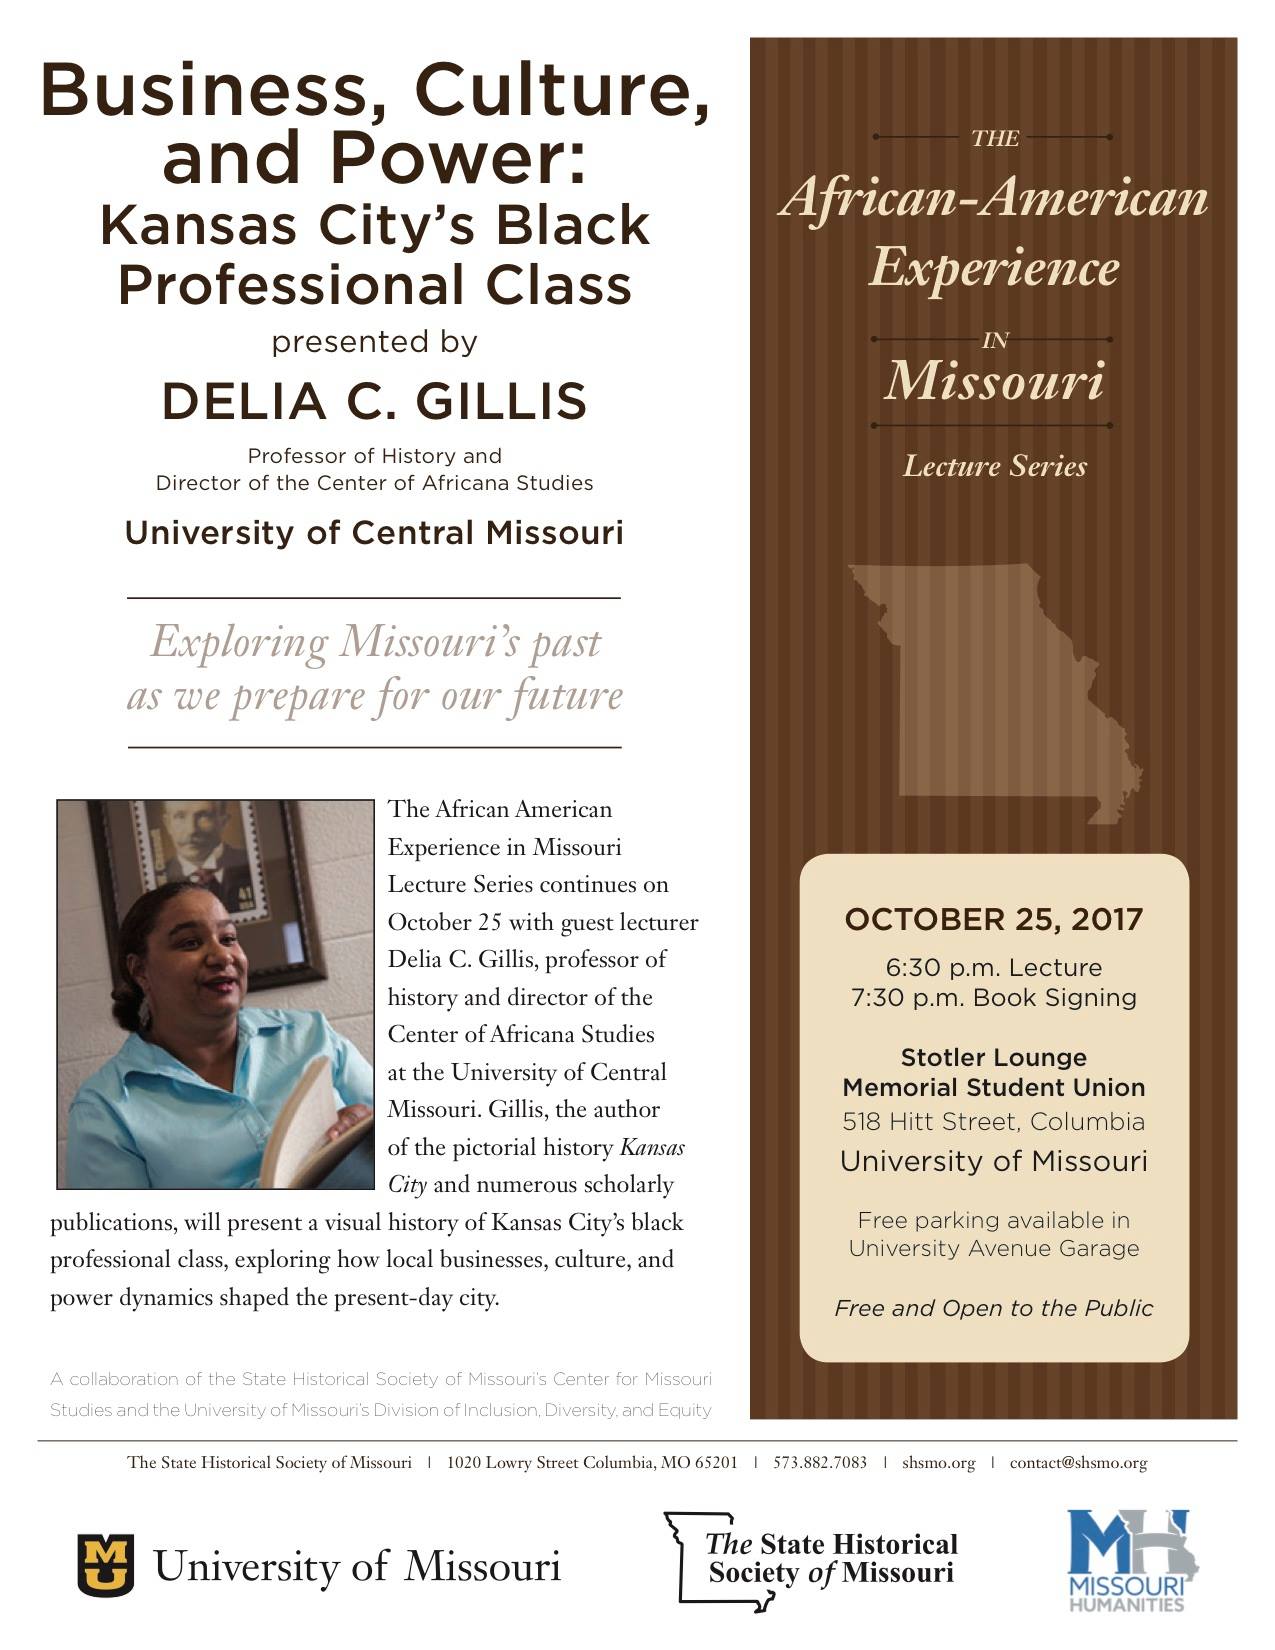 Business, Culture,
and Power:
Kansas City’s Black
Professional Class
presented by
DELIA C. GILLIS
Professor of History and
Director of the Center of Africana Studies
University of Central Missouri
Exploring Missouri’s past
as we prepare for our future
The African American
Experience in Missouri
Lecture Series continues on
October 25 with guest lecturer
Delia C. Gillis, professor of
history and director of the
Center of Africana Studies
at the University of Central
Missouri. Gillis, the author
of the pictorial history Kansas
City and numerous scholarly
publications, will present a visual history of Kansas City’s black
professional class, exploring how local businesses, culture, and
power dynamics shaped the present-day city.
A collaboration of the State Historical Society of Missouri’s Center for Missouri
Studies and the University of Missouri’s Division of Inclusion, Diversity, and Equity
THE
African-American
Experience
IN
Missouri
Lecture Series
OCTOBER 25, 2017
6:30 p.m. Lecture
7:30 p.m. Book Signing
Stotler Lounge
Memorial Student Union
518 Hitt Street, Columbia
University of Missouri
Free parking available in
University Avenue Garage
Free and Open to the Public
The State Historical Society of Missouri | 1020 Lowry Street Columbia, MO 65201 | 573.882.7083 | shsmo.org | contact@shsmo.org
MU
University of Missouri
The State Historical
Society of Missouri
MH
MISSOURI
HUMANITIES
41
USA